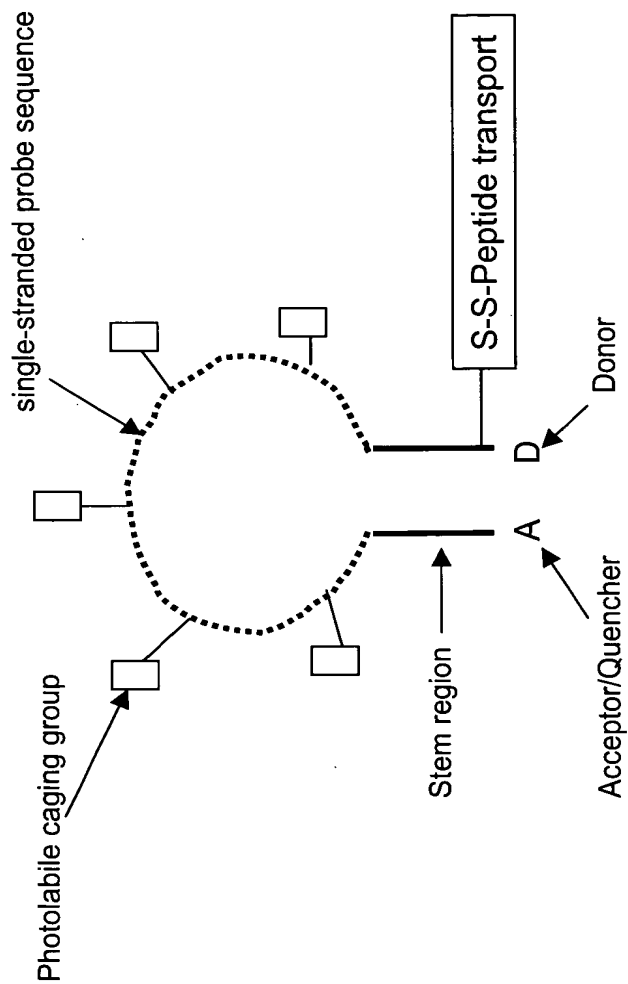 Photolabile caging group
single-stranded probe sequence
Stem region
S-S-Peptide transport
A
D
Acceptor/Quencher
Donor